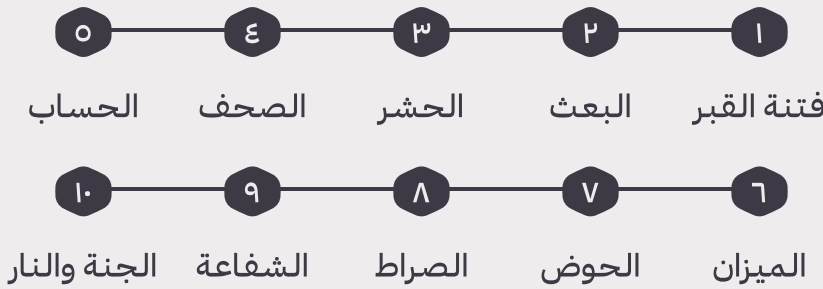 ١ ٢ ٣ ٤ ٥
فتنة القبر البعث الحشر الصحف الحساب
٦ ٧ ٨ ٩ ١٠
الميزان الحوض الصراط الشفاعة الجنة والنار